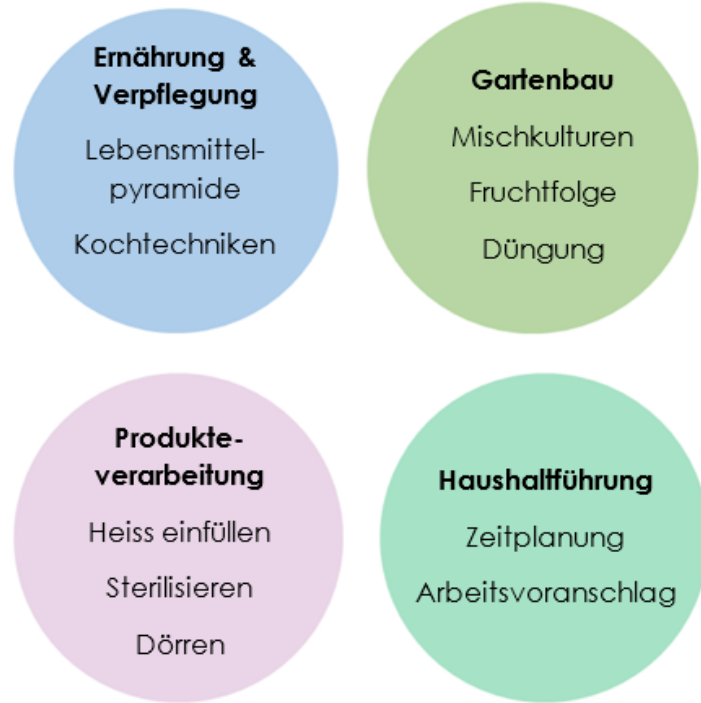 Ernährung &
Verpflegung
Lebensmittel-
pyramide
Kochtechniken
Gartenbau
Mischkulturen
Fruchtfolge
Düngung
Produkte-
verarbeitung
Heiss einfüllen
Sterilisieren
Dörren
Haushaltführung
Zeitplanung
Arbeitsvoranschlag